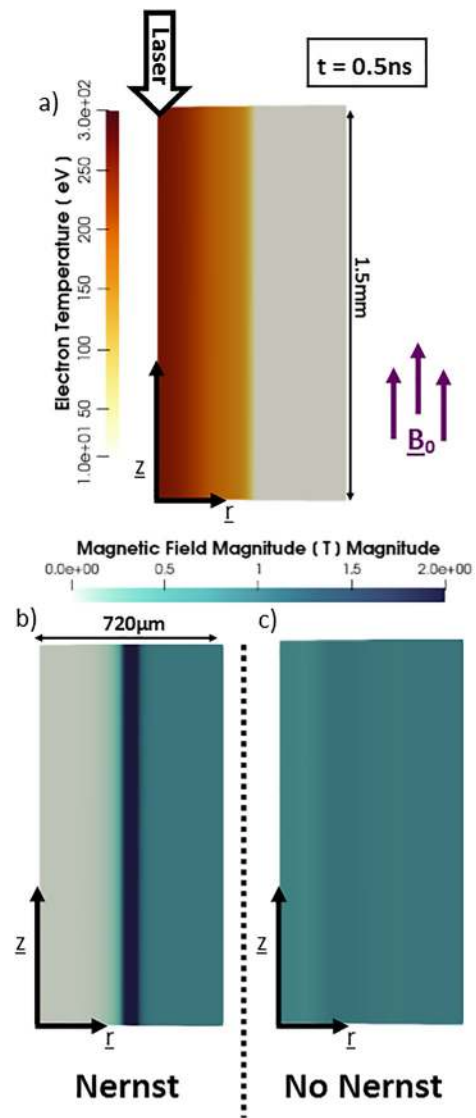 Laser
t = 0.5ns
a)
3.0e+02
250
200
150
100
50
1.0e+01
Electron Temperature ( eV )
1.5mm
B0
z
r
Magnetic Field Magnitude ( T ) Magnitude
0.0e+00 0.5 1 1.5 2.0e+00
b) 720µm c)
z z
r r
Nernst No Nernst